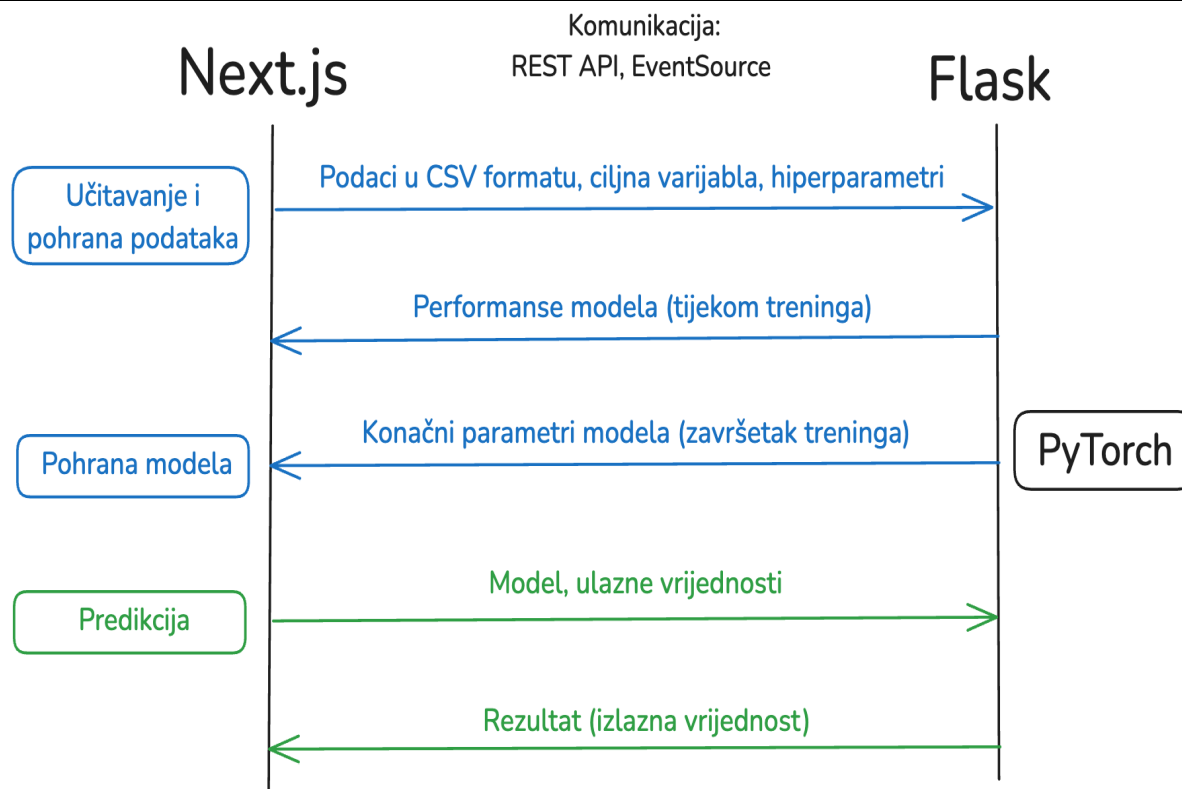 Komunikacija:
REST API, EventSource
Next.js
Flask
Podaci u CSV formatu, ciljna varijabla, hiperparametri
Učitavanje i
pohrana podataka
Performanse modela (tijekom treninga)
Konačni parametri modela (završetak treninga)
Pohrana modela
PyTorch
Model, ulazne vrijednosti
Predikcija
Rezultat (izlazna vrijednost)